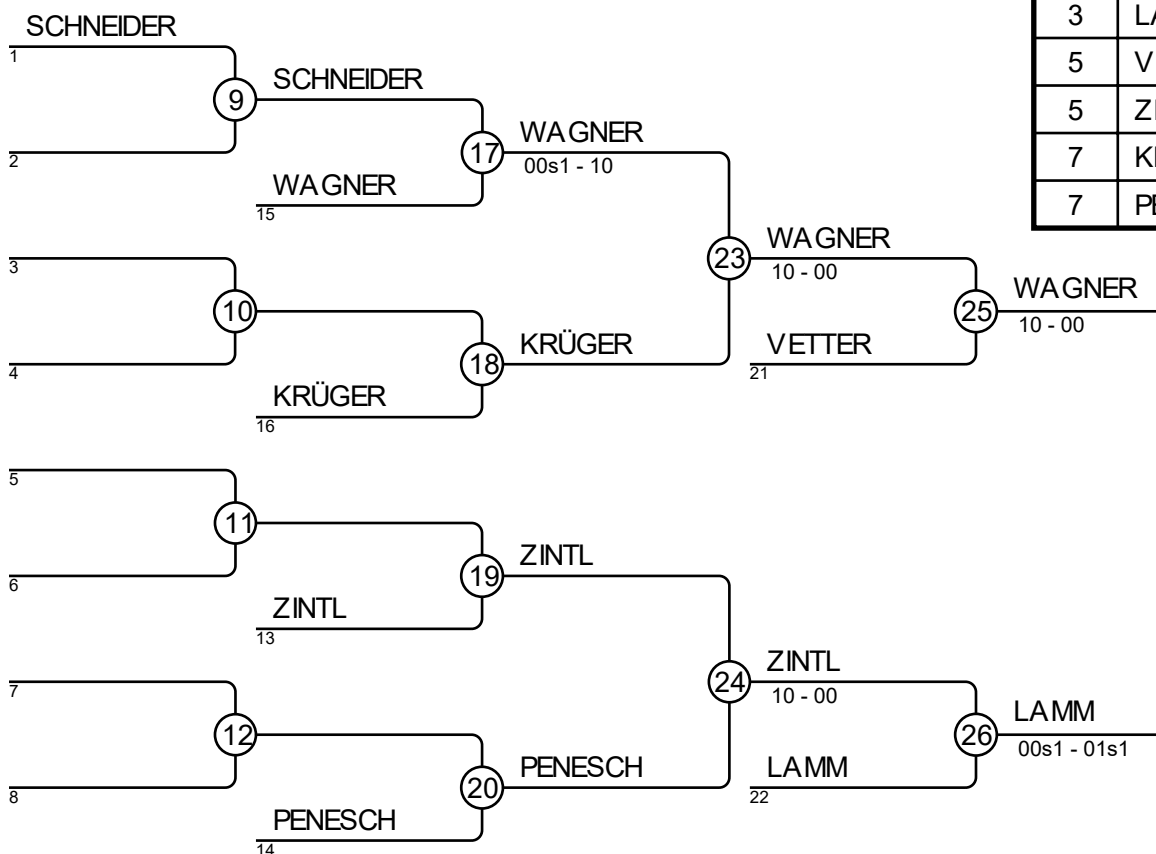 SCHNEIDER
1
9
SCHNEIDER
2
17
WAGNER
00s1 - 10
WAGNER
15
3
10
23
WAGNER
10 - 00
4
18
KRÜGER
KRÜGER
16
25
WAGNER
10 - 00
VETTER
21
5
11
6
19
ZINTL
ZINTL
13
7
12
24
ZINTL
10 - 00
8
20
PENESCH
PENESCH
14
26
LAMM
00s1 - 01s1
LAMM
22
3
5 V
5
7
7